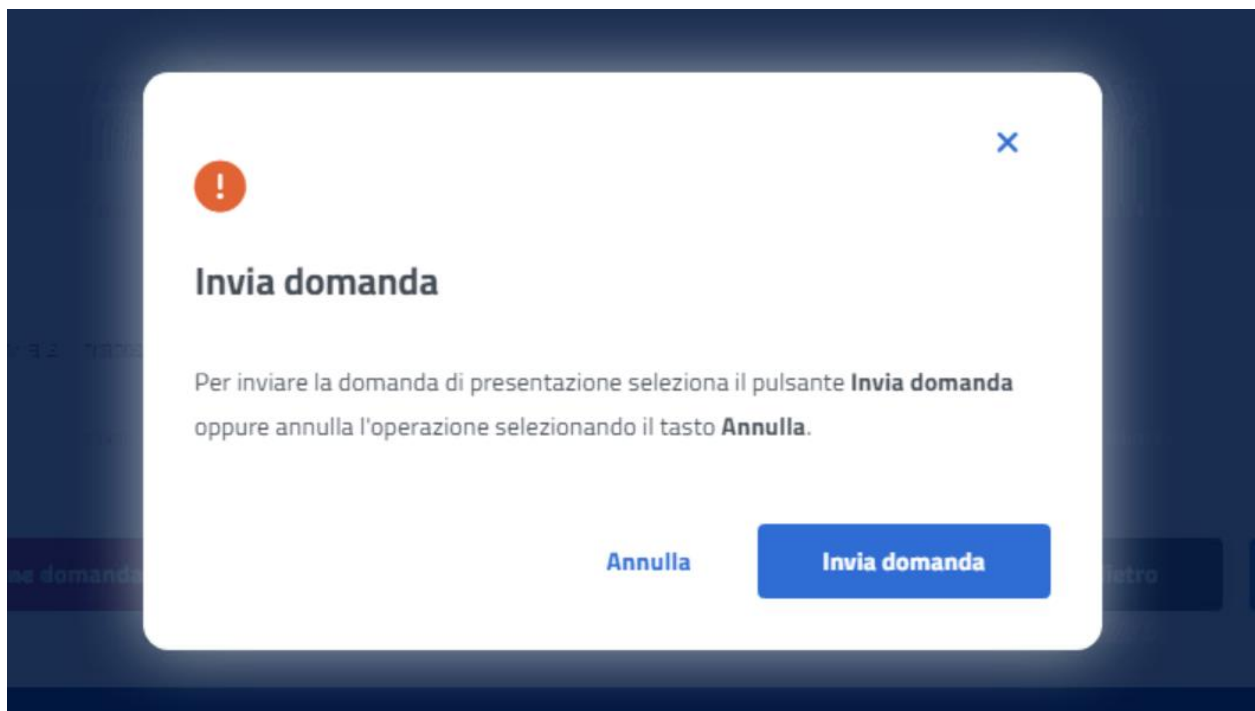 Invia domanda
Per inviare la domanda di presentazione seleziona il pulsante Invia domanda
oppure annulla l'operazione selezionando il tasto Annulla.
Annulla
Invia domanda
domanda